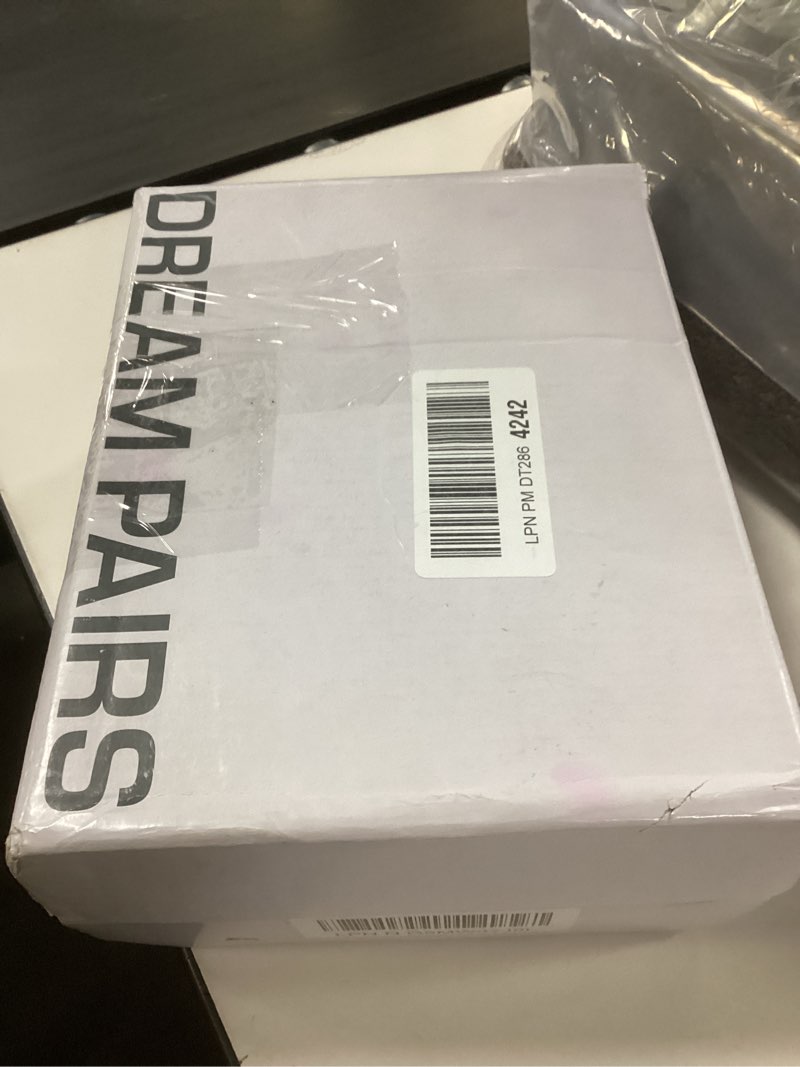 DREAM PAIRS
LPN PM DT286 4242